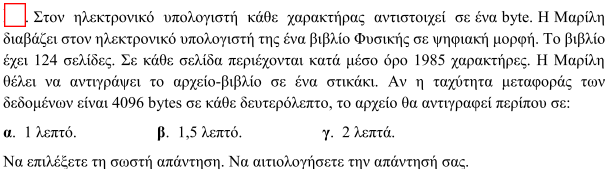 . Στον ηλεκτρονικό υπολογιστή κάθε χαρακτήρας αντιστοιχεί σε ένα byte. Η Μαρίλη
διαβάζει στον ηλεκτρονικό υπολογιστή της ένα βιβλίο Φυσικής σε ψηφιακή μορφή. Το βιβλίο
έχει 124 σελίδες. Σε κάθε σελίδα περιέχονται κατά μέσο όρο 1985 χαρακτήρες. Η Μαρίλη
θέλει να αντιγράψει το αρχείο-βιβλίο σε ένα στικάκι. Αν η ταχύτητα μεταφοράς των
δεδομένων είναι 4096 bytes σε κάθε δευτερόλεπτο, το αρχείο θα αντιγραφεί περίπου σε:
α. 1 λεπτό. β. 1,5 λεπτό. γ. 2 λεπτά.
Να επιλέξετε τη σωστή απάντηση. Να αιτιολογήσετε την απάντησή σας.